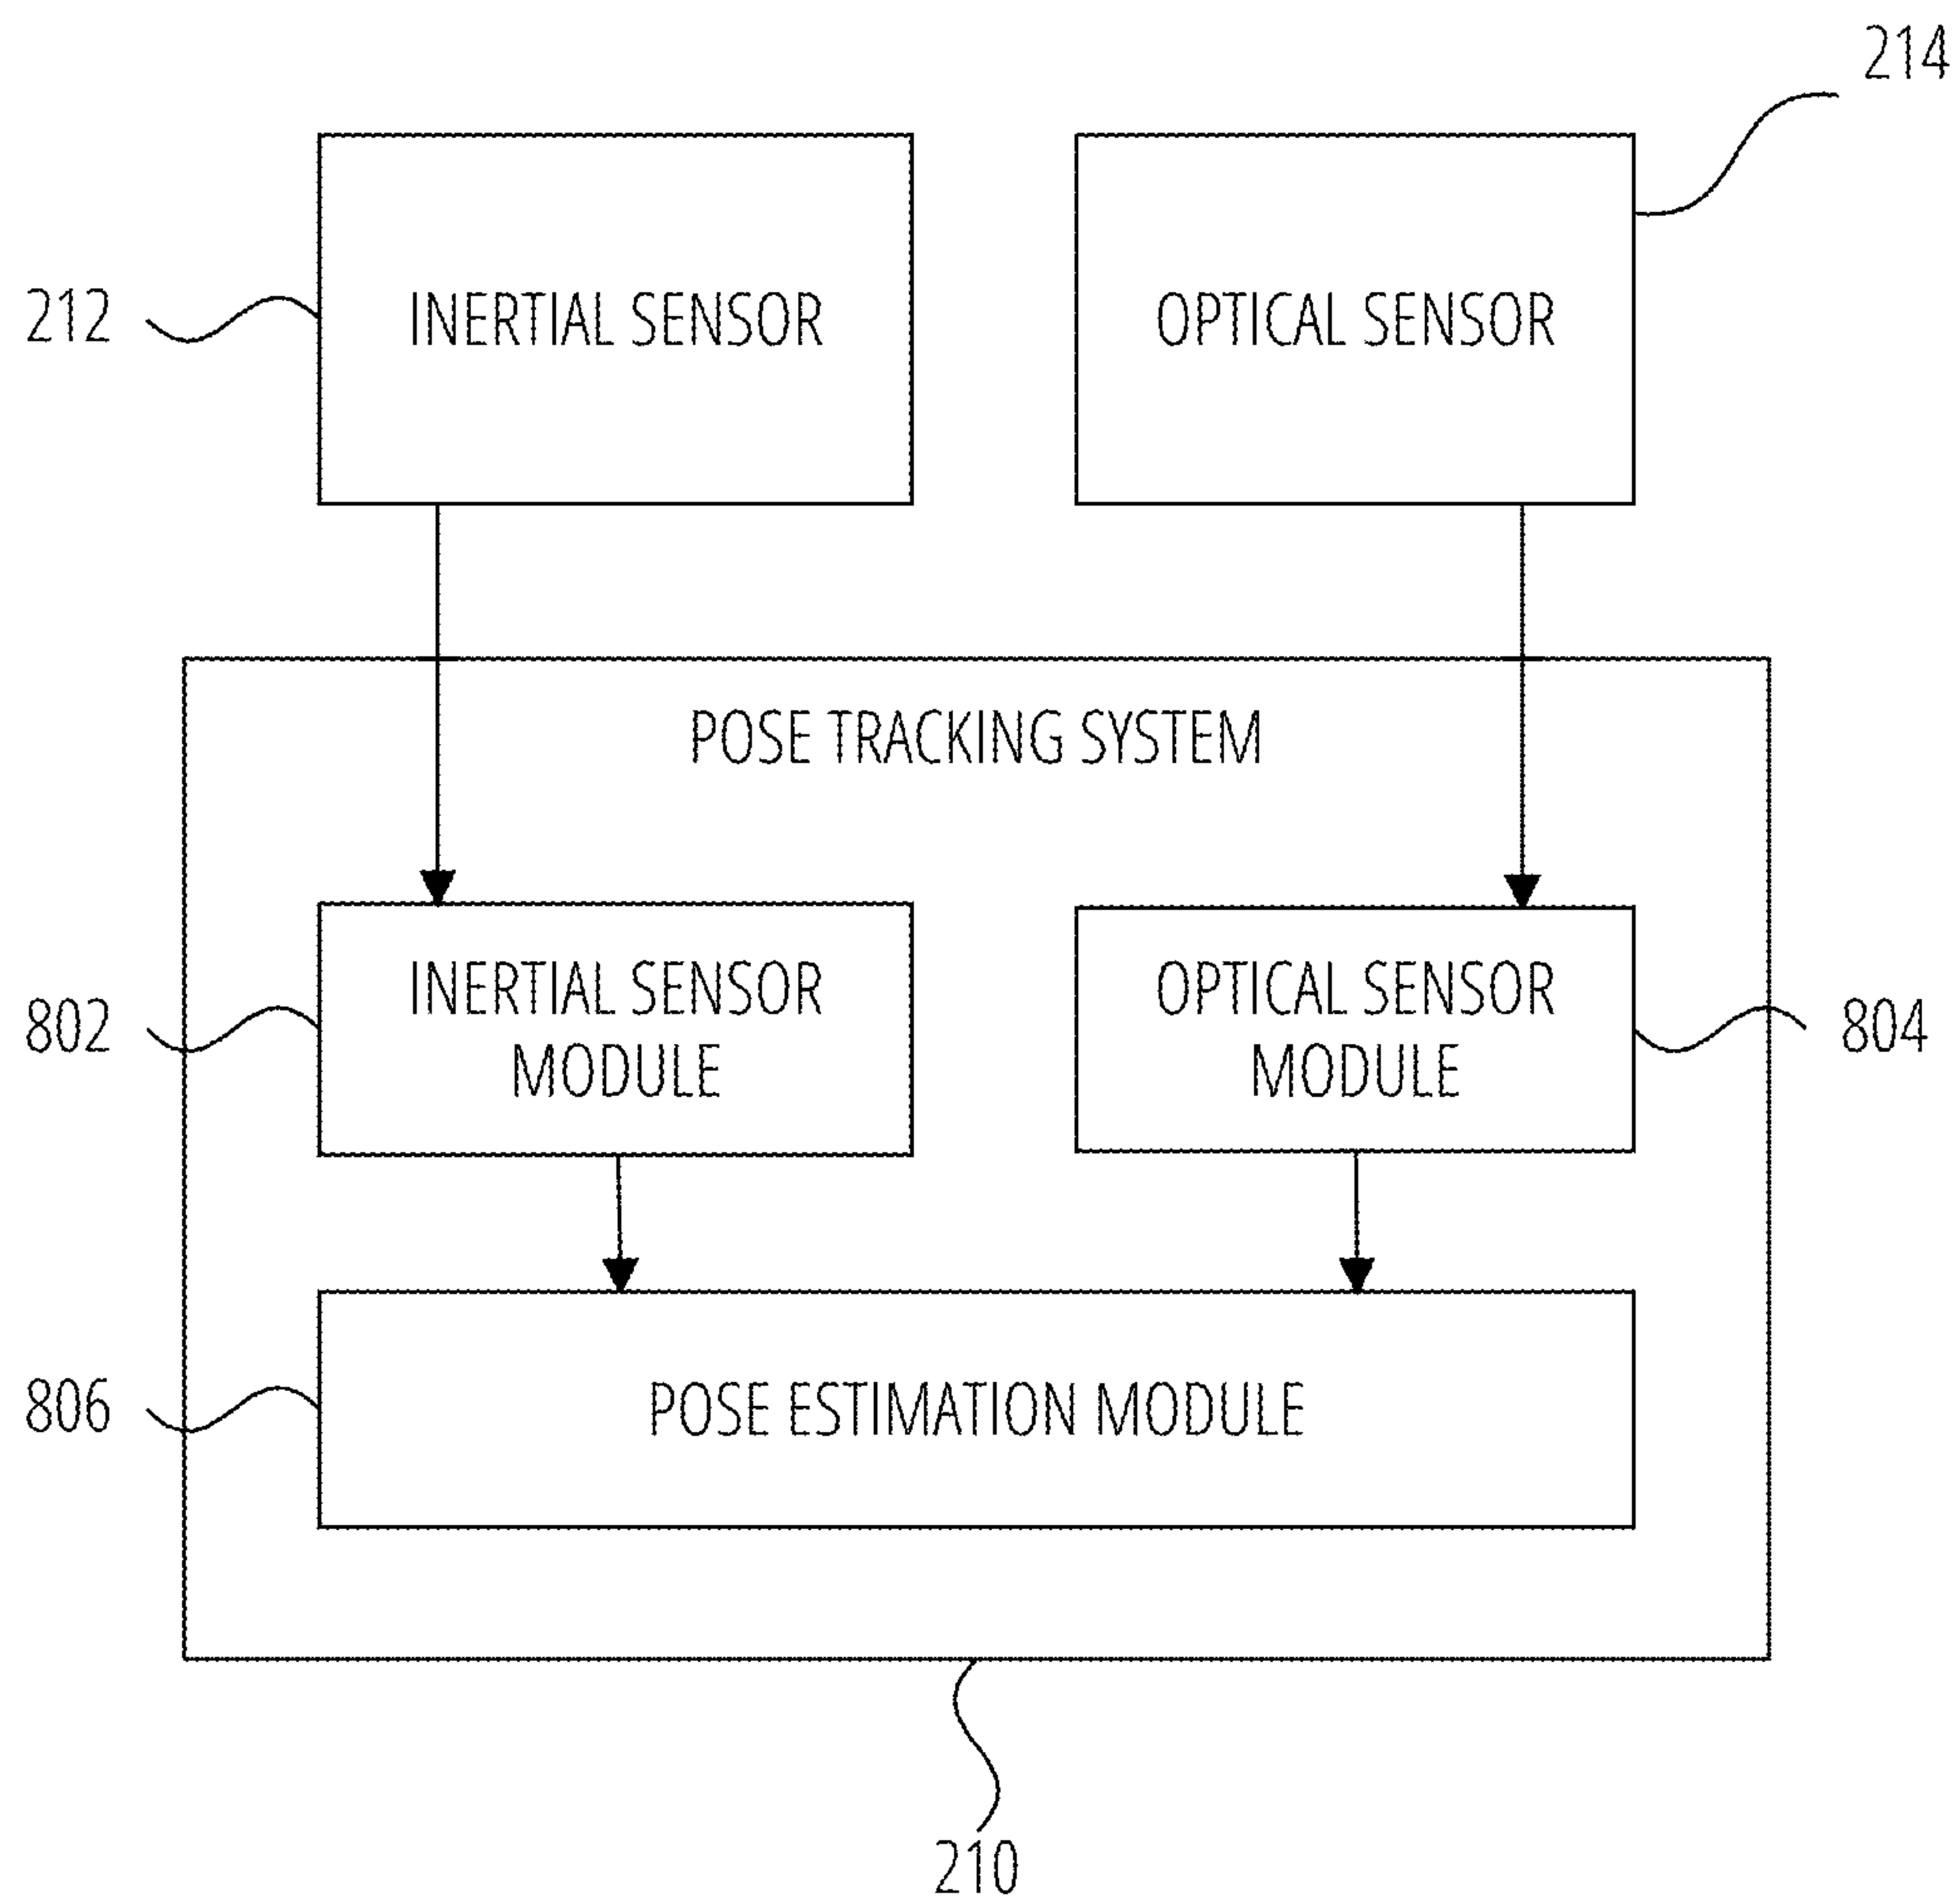 214
212
INERTIAL SENSOR
OPTICAL SENSOR
POSE TRACKING SYSTEM
802
INERTIAL SENSOR
MODULE
OPTICAL SENSOR
MODULE
804
806
POSE ESTIMATION MODULE
210